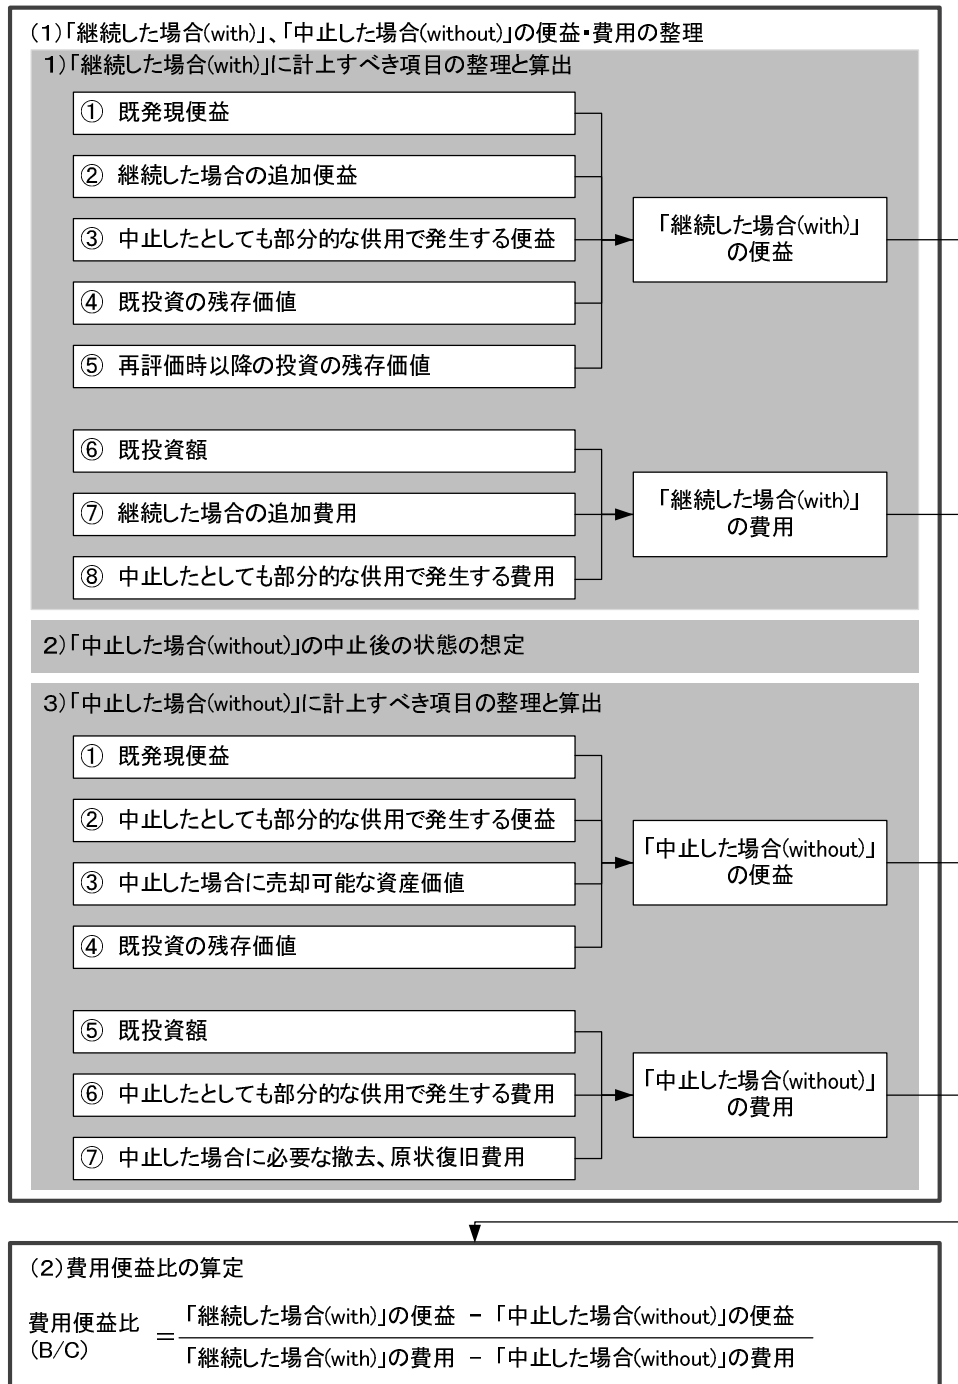 (1)「継続した場合(with)」、「中止した場合(without)」の便益・費用の整理
1)「継続した場合(with)」に計上すべき項目の整理と算出
① 既発現便益
② 継続した場合の追加便益
③ 中止したとしても部分的な供用で発生する便益
④ 既投資の残存価値
⑤ 再評価時以降の投資の残存価値
「継続した場合(with)」
の便益
⑥ 既投資額
⑦ 継続した場合の追加費用
⑧ 中止したとしても部分的な供用で発生する費用
「継続した場合(with)」
の費用
2)「中止した場合(without)」の中止後の状態の想定
3)「中止した場合(without)」に計上すべき項目の整理と算出
① 既発現便益
② 中止したとしても部分的な供用で発生する便益
③ 中止した場合に売却可能な資産価値
④ 既投資の残存価値
「中止した場合(without)」
の便益
⑤ 既投資額
⑥ 中止したとしても部分的な供用で発生する費用
⑦ 中止した場合に必要な撤去、原状復旧費用
「中止した場合(without)」
の費用
(2)費用便益比の算定
費用便益比
(B/C)
=
「継続した場合(with)」の便益 − 「中止した場合(without)」の便益
「継続した場合(with)」の費用 − 「中止した場合(without)」の費用